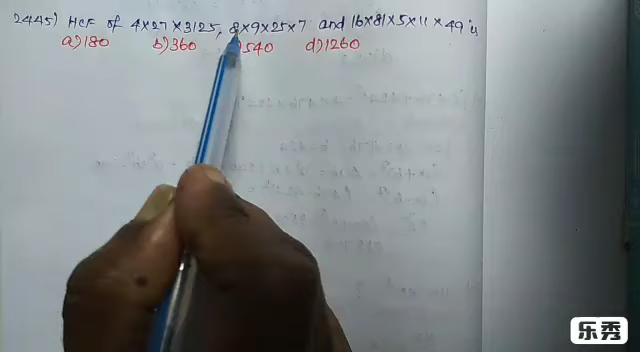 2445) HCF of 4×27×3125, 8×9×25×7 and 16×81×5×11×49 is
a)180 b)360 )540 d)1260
乐秀